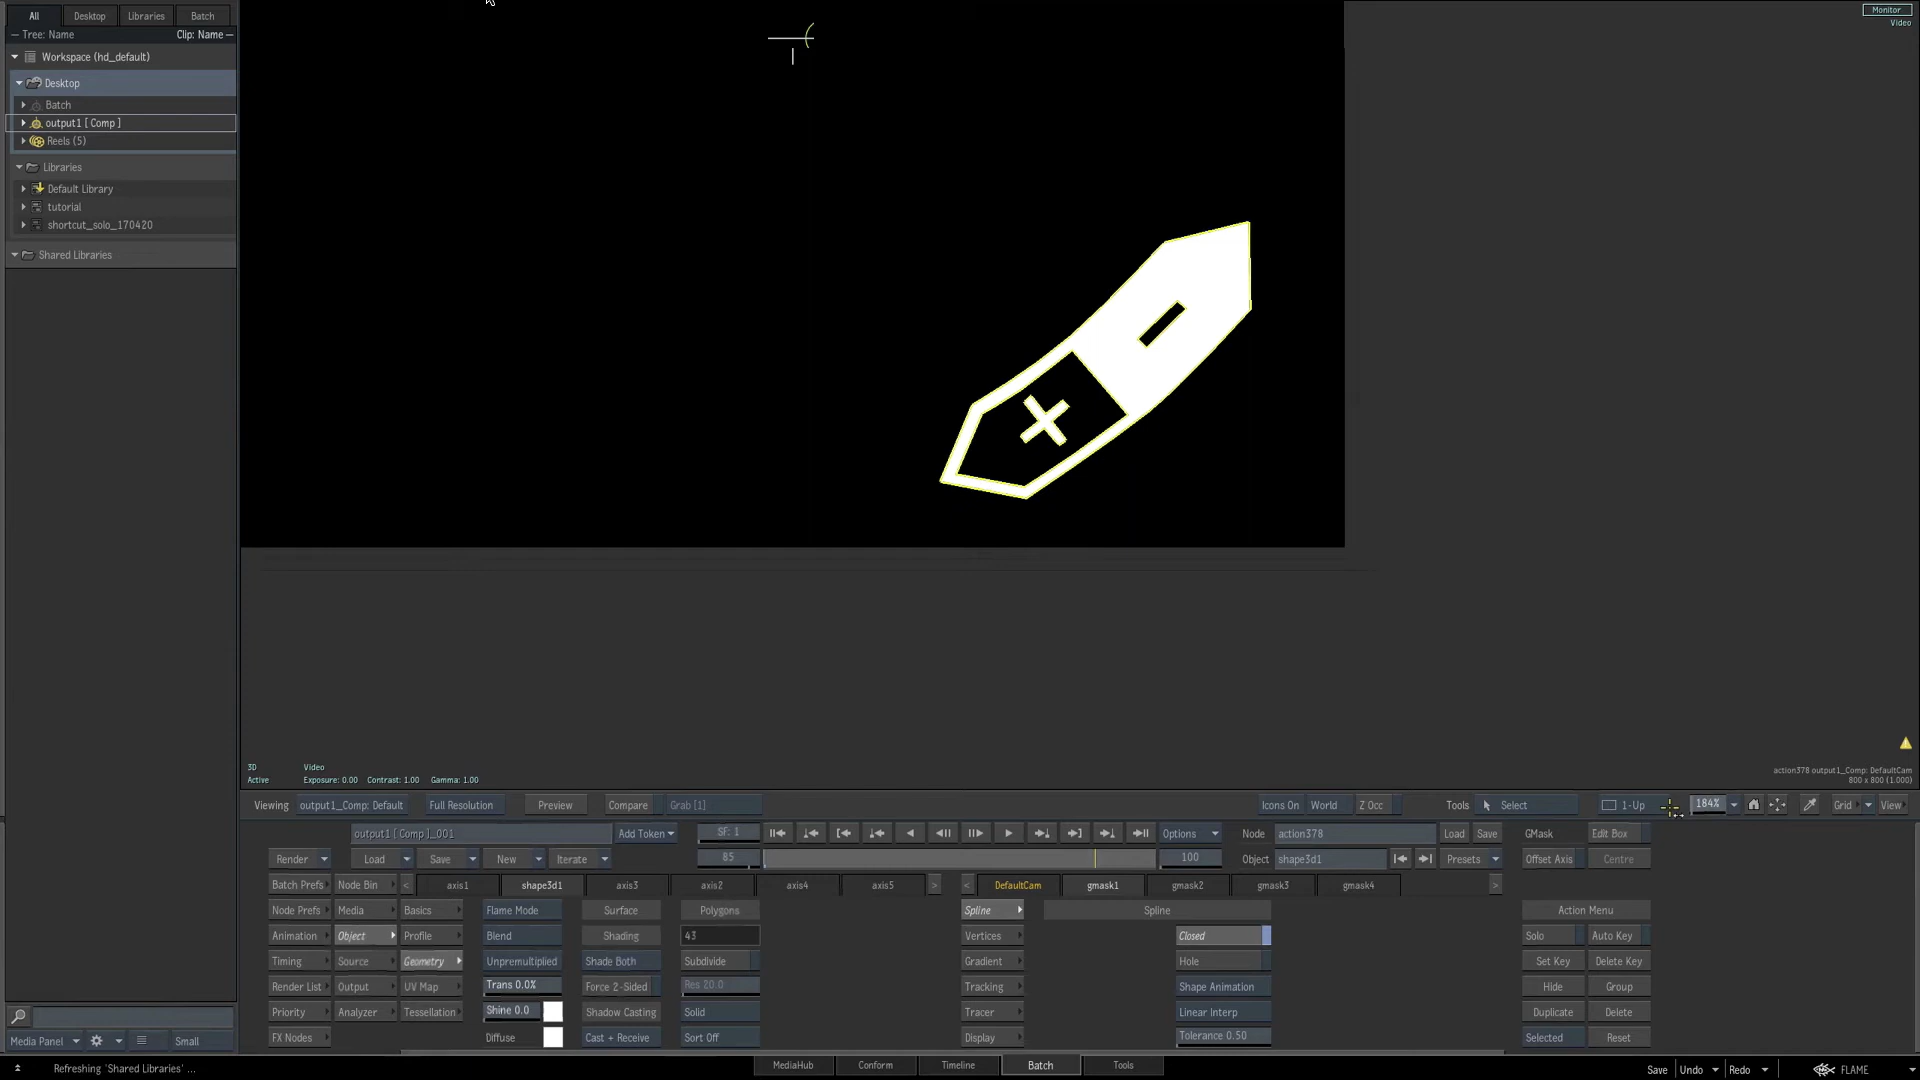 All Desktop Libraries Batch
Tree: Name Clip: Name
Workspace (hd_default)
Desktop
Batch
output1 [ Comp ]
Reels (5)
Libraries
Default Library
tutorial
shortcut_solo_170420
Shared Libraries
Monitor
Video
3D Video
Active Exposure: 0.00 Contrast: 1.00 Gamma: 1.00
action378 output1_Comp: DefaultCam
800 x 800 (1.000)
Viewing output1_Comp: Default Full Resolution Preview Compare Grab [1] Icons On World Z Occ Tools Select 1-Up 184% Grid View
output1 [ Comp ]_001 Add Token SF: 1 Options Node action378 Load Save GMask Edit Box
Render Load Save New Iterate 85 100 Object shape3d1 Presets Offset Axis Centre
Batch Prefs Node Bin < axis1 shape3d1 axis3 axis2 axis4 axis5 > < DefaultCam gmask1 gmask2 gmask3 gmask4 >
Node Prefs Media Basics Flame Mode Surface Polygons Spline Spline Action Menu
Animation Object Profile Blend Shading 43 Vertices Closed Solo Auto Key
Timing Source Geometry Unpremultiplied Shade Both Subdivide Gradient Hole Set Key Delete Key
Render List Output UV Map Trans 0.0% Force 2-Sided Res 20.0 Tracking Shape Animation Hide Group
Priority Analyzer Tessellation Shine 0.0 Shadow Casting Solid Tracer Linear Interp Duplicate Delete
FX Nodes Diffuse Cast + Receive Sort Off Display Tolerance 0.50 Selected Reset
Media Panel Small
Refreshing 'Shared Libraries' ... MediaHub Conform Timeline Batch Tools Save Undo Redo FLAME